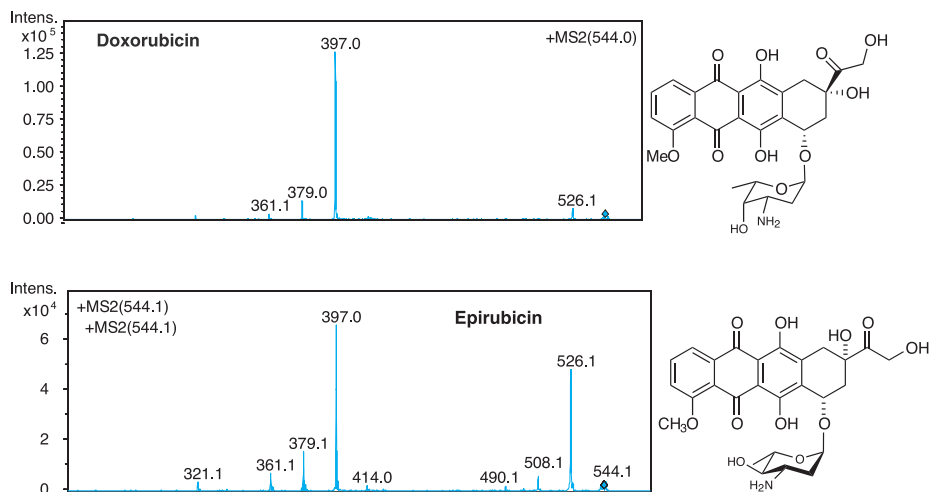 Intens.
x10⁵
Doxorubicin
397.0
+MS2(544.0)
1.25
1.00
0.75
0.50
0.25
0.00
361.1
379.0
526.1
O
OH
O
OH
OH
O
OH
MeO
O
O
HO
NH₂
Intens.
x10⁴
+MS2(544.1)
+MS2(544.1)
397.0
Epirubicin
526.1
6
4
2
0
321.1
361.1
379.1
414.0
490.1
508.1
544.1
O
OH
HO
O
OH
CH₃O
O
OH
O
HO
O
H₂N